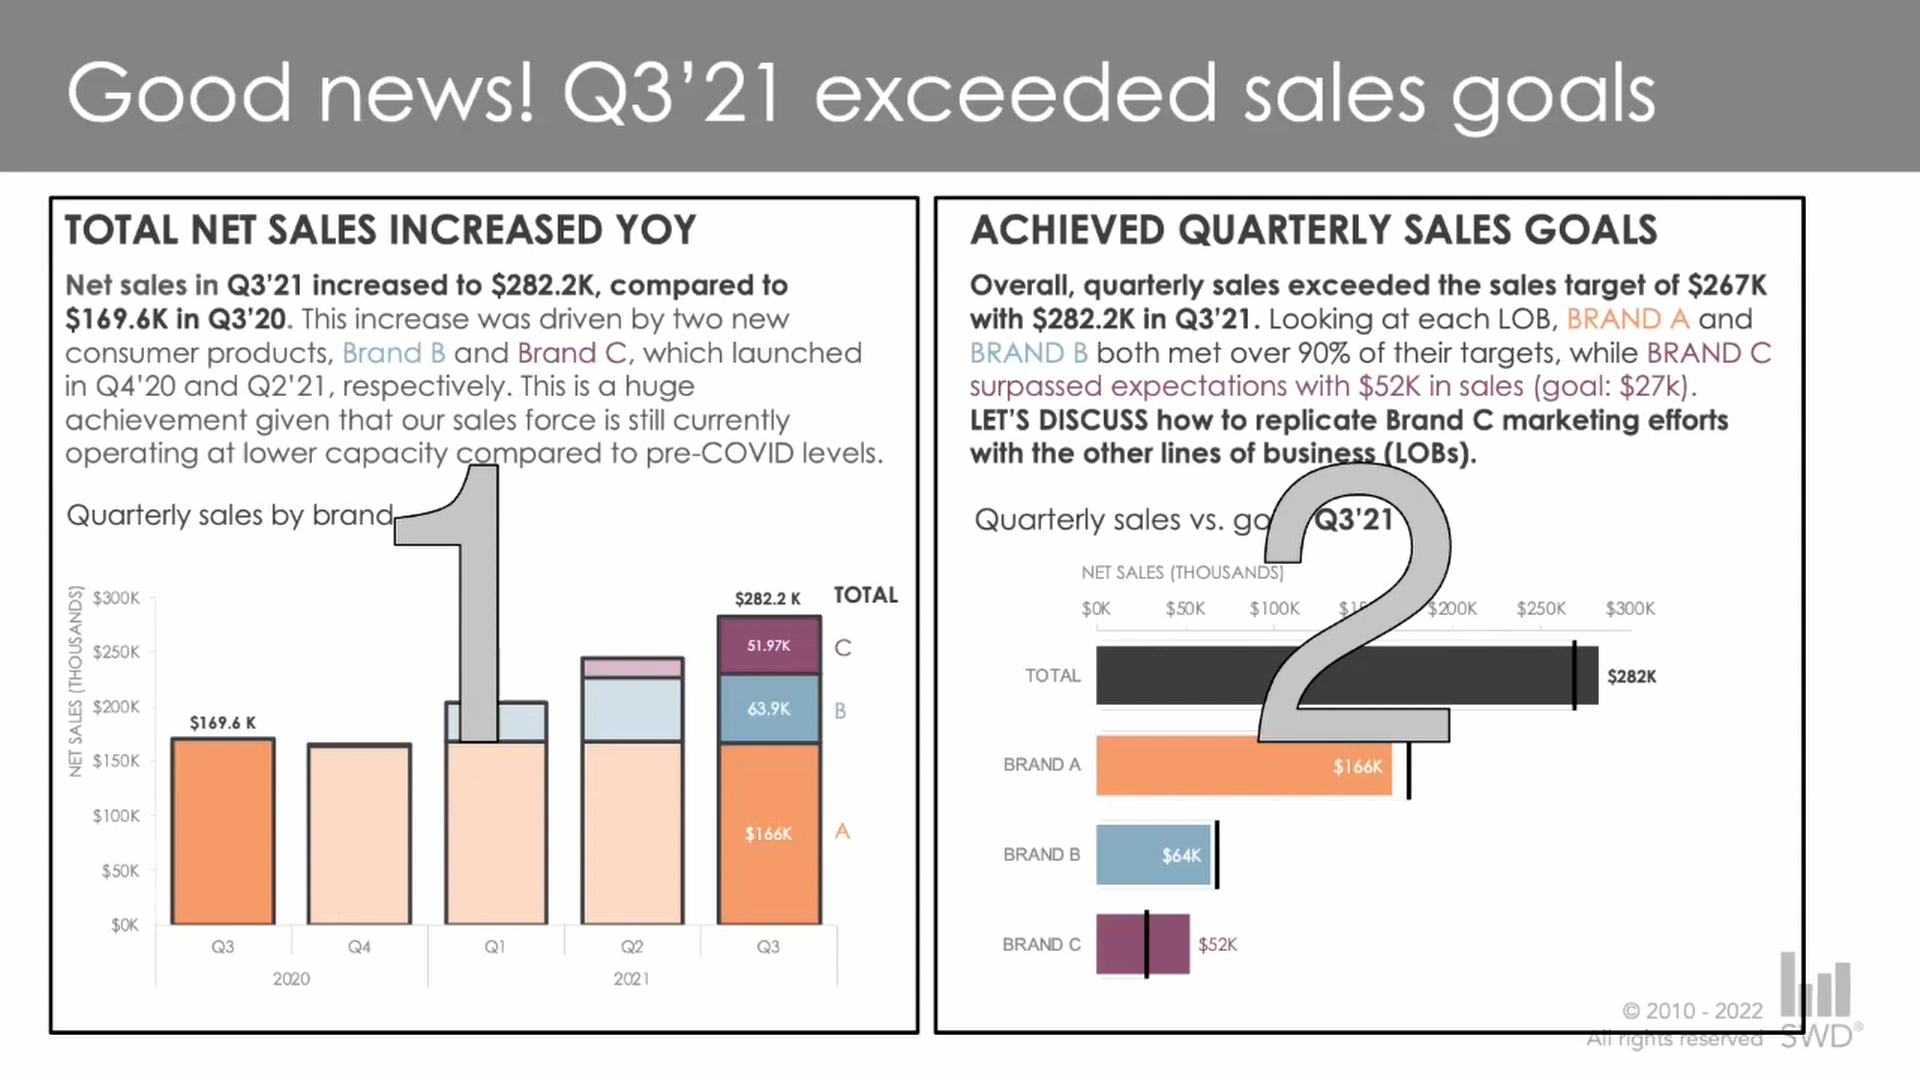 Good news! Q3’21 exceeded sales goals
TOTAL NET SALES INCREASED YOY
Net sales in Q3’21 increased to $282.2K, compared to
$169.6K in Q3’20. This increase was driven by two new
consumer products, Brand B and Brand C, which launched
in Q4’20 and Q2’21, respectively. This is a huge
achievement given that our sales force is still currently
operating at lower capacity compared to pre-COVID levels.
Quarterly sales by brand
1
NET SALES (THOUSANDS)
$300K
$250K
$200K
$150K
$100K
$50K
$0K
$169.6 K
$282.2 K
TOTAL
51.97K
C
63.9K
B
$166K
A
Q3 Q4 Q1 Q2 Q3
2020 2021
ACHIEVED QUARTERLY SALES GOALS
Overall, quarterly sales exceeded the sales target of $267K
with $282.2K in Q3’21. Looking at each LOB, BRAND A and
BRAND B both met over 90% of their targets, while BRAND C
surpassed expectations with $52K in sales (goal: $27k).
LET’S DISCUSS how to replicate Brand C marketing efforts
with the other lines of business (LOBs).
Quarterly sales vs. Q3’21
2
NET SALES (THOUSANDS)
$0K $50K $100K $200K $250K $300K
TOTAL $282K
BRAND A $166K
BRAND B $64K
BRAND C $52K
© 2010 - 2022
All rights reserved
SWD®